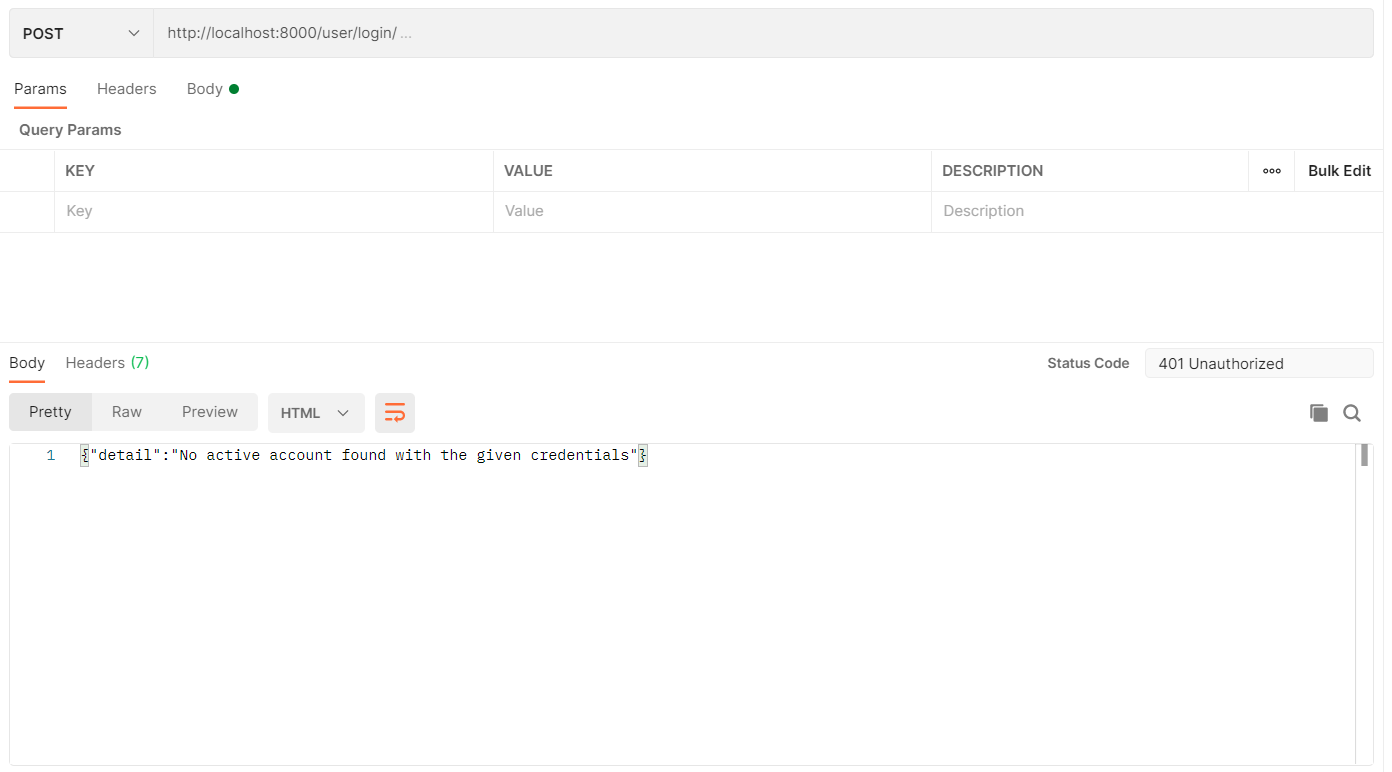 POST http://localhost:8000/user/login/ ...
Params Headers Body
Query Params
KEY VALUE DESCRIPTION ooo Bulk Edit
Key Value Description
Body Headers (7) Status Code 401 Unauthorized
Pretty Raw Preview HTML
1 {"detail":"No active account found with the given credentials"}